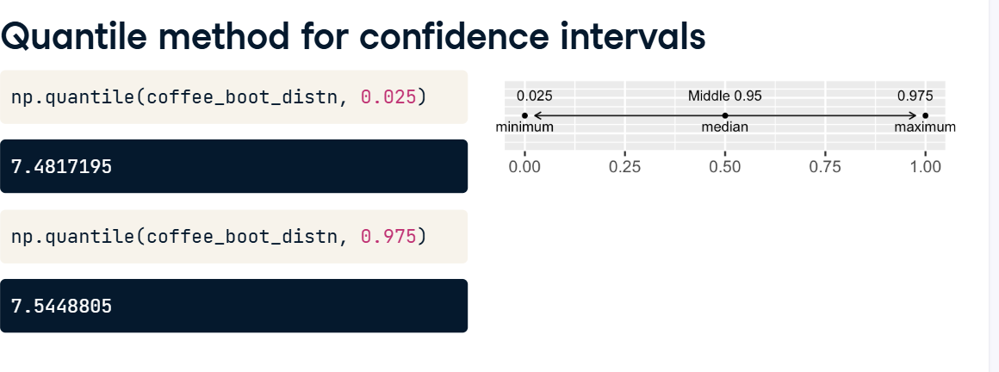 Quantile method for confidence intervals
np.quantile(coffee_boot_distn, 0.025)
7.4817195
np.quantile(coffee_boot_distn, 0.975)
7.5448805
0.025 Middle 0.95 0.975
minimum median maximum
0.00 0.25 0.50 0.75 1.00